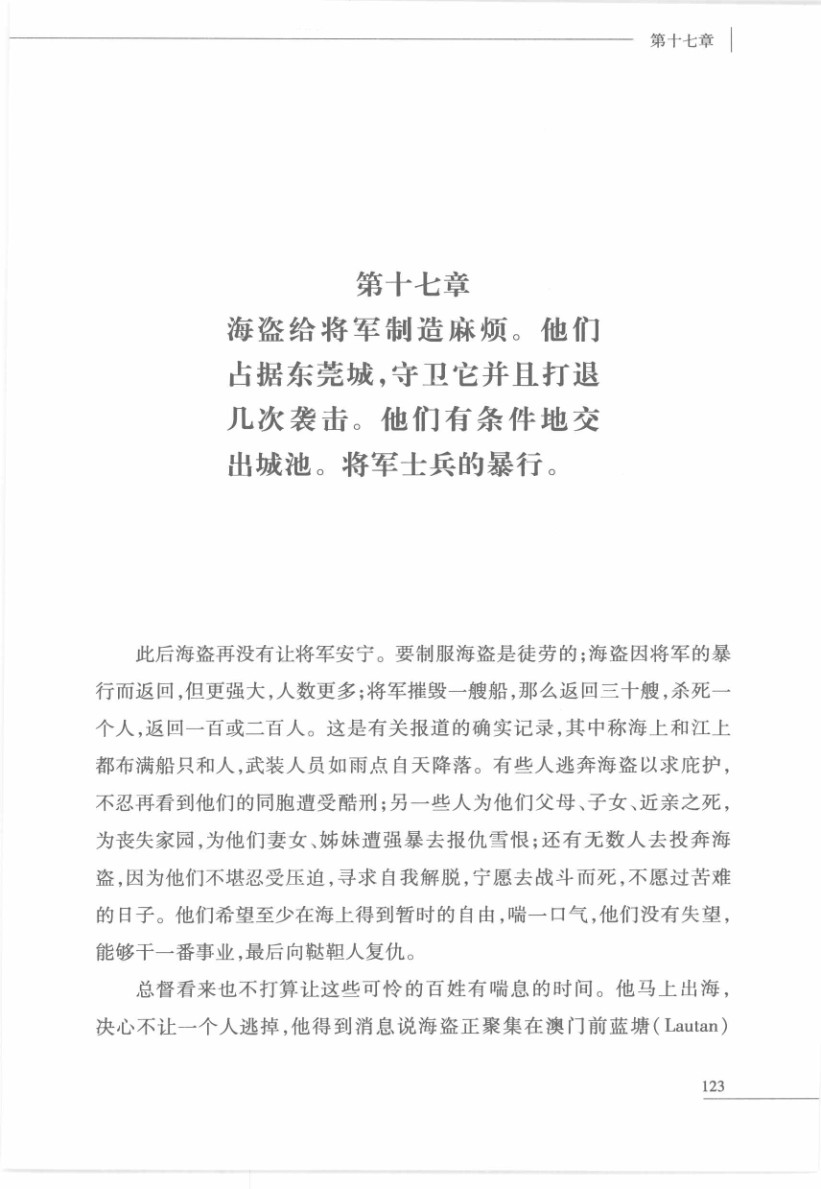 第十七章
第十七章
海盗给将军制造麻烦。他们
占据东莞城,守卫它并且打退
几次袭击。他们有条件地交
出城池。将军士兵的暴行。
此后海盗再没有让将军安宁。要制服海盗是徒劳的;海盗因将军的暴
行而返回,但更强大,人数更多;将军摧毁一艘船,那么返回三十艘,杀死一
个人,返回一百或二百人。这是有关报道的确实记录,其中称海上和江上
都布满船只和人,武装人员如雨点自天降落。有些人逃奔海盗以求庇护,
不忍再看到他们的同胞遭受酷刑;另一些人为他们父母、子女、近亲之死,
为丧失家园,为他们妻女、姊妹遭强暴去报仇雪恨;还有无数人去投奔海
盗,因为他们不堪忍受压迫,寻求自我解脱,宁愿去战斗而死,不愿过苦难
的日子。他们希望至少在海上得到暂时的自由,喘一口气,他们没有失望,
能够干一番事业,最后向鞑靼人复仇。
总督看来也不打算让这些可怜的百姓有喘息的时间。他马上出海,
决心不让一个人逃掉,他得到消息说海盗正聚集在澳门前蓝塘(Lautan)
123